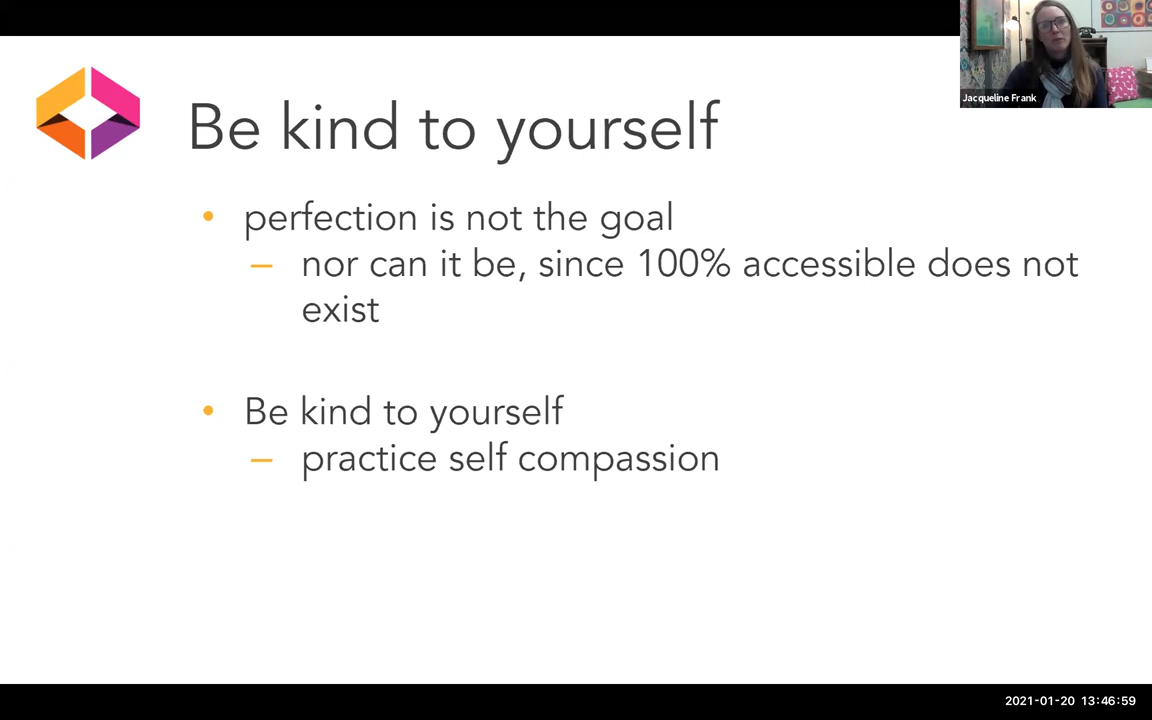 Jacqueline Frank
Be kind to yourself
• perfection is not the goal
– nor can it be, since 100% accessible does not
exist
• Be kind to yourself
– practice self compassion
2021-01-20 13:46:59